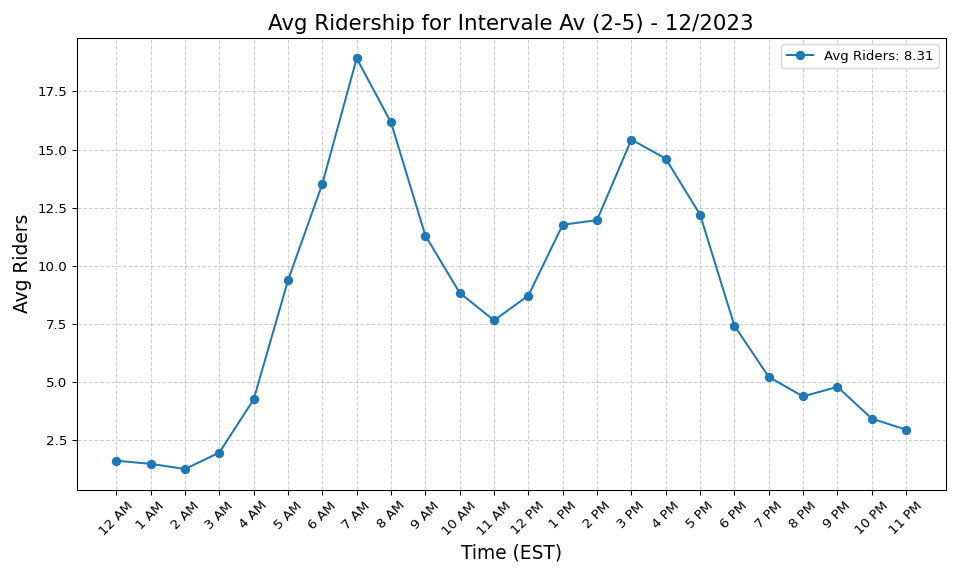 Avg Ridership for Intervale Av (2-5) - 12/2023
Avg Riders: 8.31
Avg Riders
17.5
15.0
12.5
10.0
7.5
5.0
2.5
12 AM
1 AM
2 AM
3 AM
4 AM
5 AM
6 AM
7 AM
8 AM
9 AM
10 AM
11 AM
12 PM
1 PM
2 PM
3 PM
4 PM
5 PM
6 PM
7 PM
8 PM
9 PM
10 PM
11 PM
Time (EST)